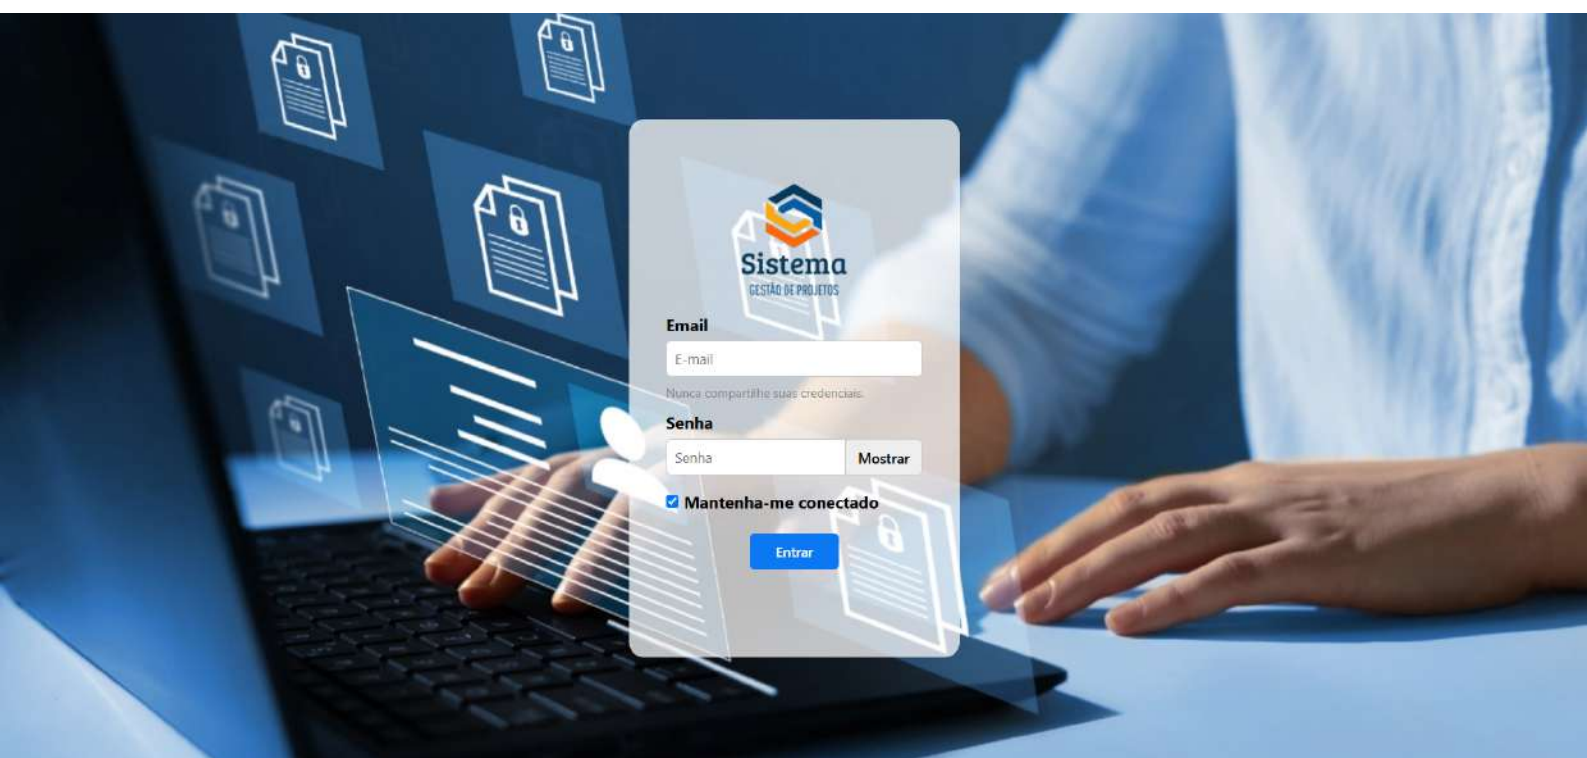 Sistema
GESTÃO DE PROJETOS
Email
E-mail
Nunca compartilhe suas credenciais.
Senha
Senha Mostrar
Mantenha-me conectado
Entrar